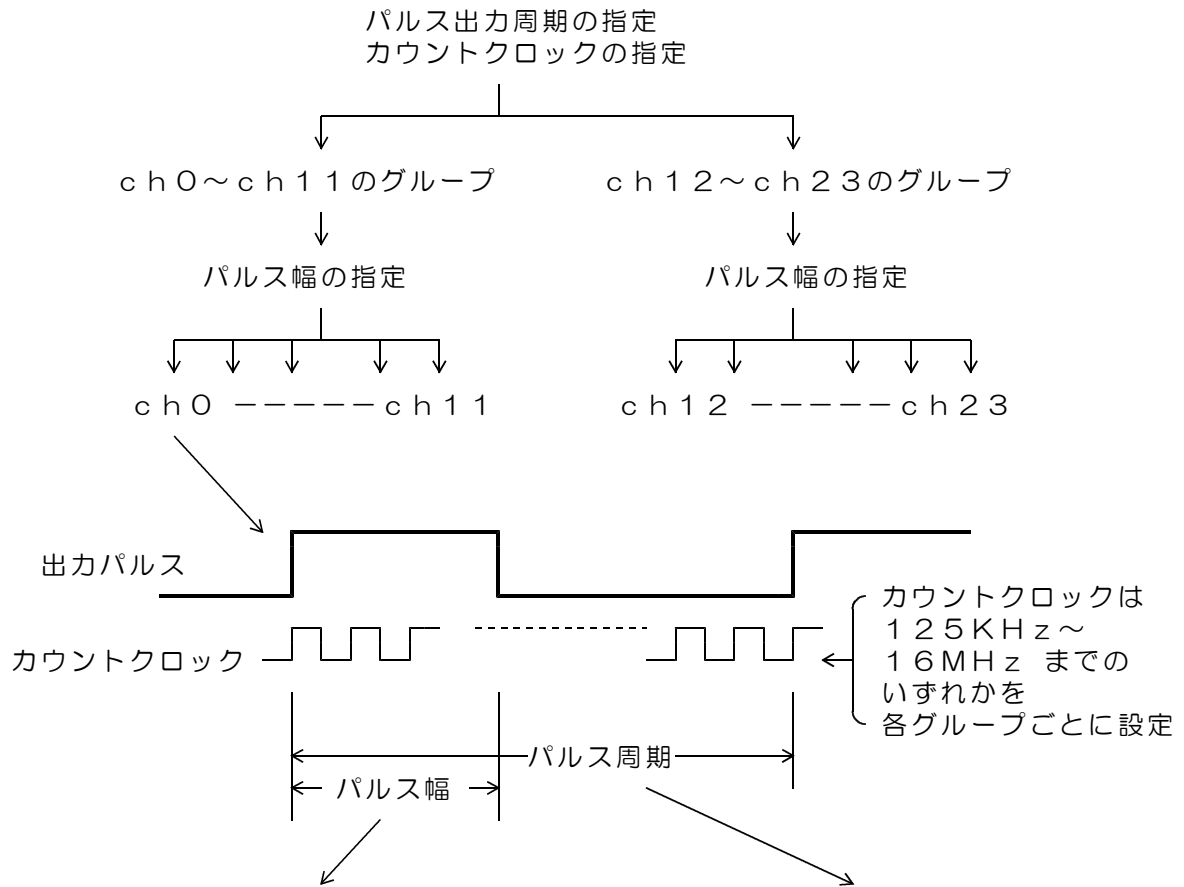 パルス出力周期の指定
カウントクロックの指定
ｃｈ０～ｃｈ１１のグループ
ｃｈ１２～ｃｈ２３のグループ
パルス幅の指定
パルス幅の指定
ｃｈ０ −−−−−ｃｈ１１
ｃｈ１２ −−−−−ｃｈ２３
出力パルス
カウントクロック
カウントクロックは
１２５ＫＨｚ～
１６ＭＨｚ までの
いずれかを
各グループごとに設定
パルス周期
パルス幅